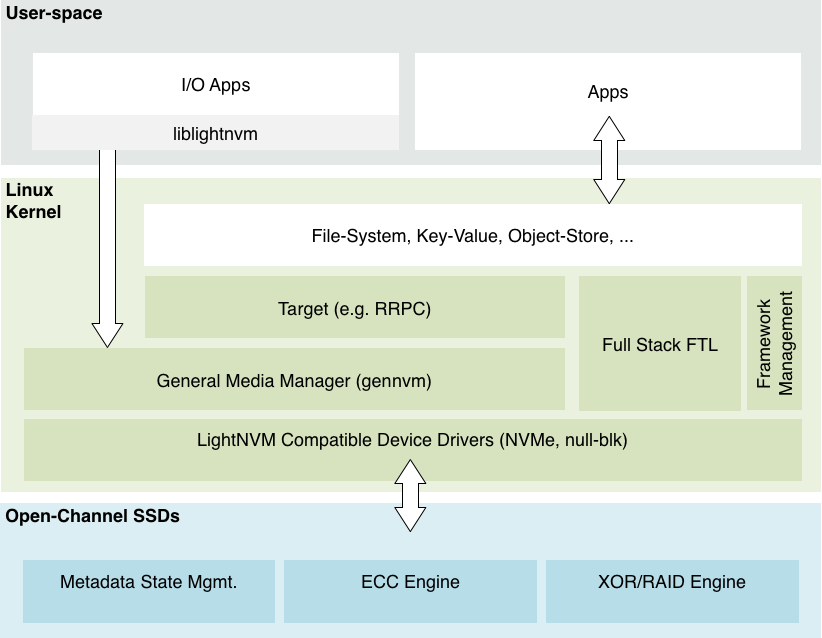 User-space
I/O Apps
liblightnvm
Apps
Linux
Kernel
File-System, Key-Value, Object-Store, ...
Target (e.g. RRPC)
Full Stack FTL
Framework
Management
General Media Manager (gennvm)
LightNVM Compatible Device Drivers (NVMe, null-blk)
Open-Channel SSDs
Metadata State Mgmt.
ECC Engine
XOR/RAID Engine